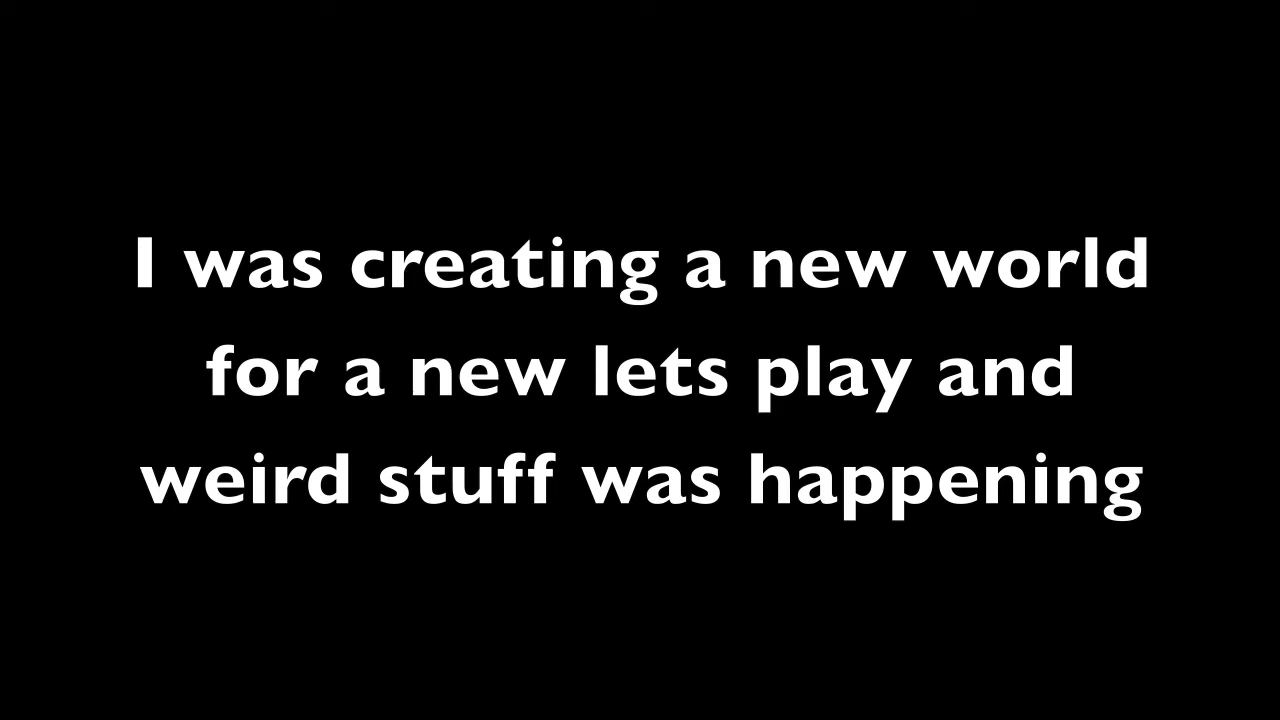 I was creating a new world
for a new lets play and
weird stuff was happening